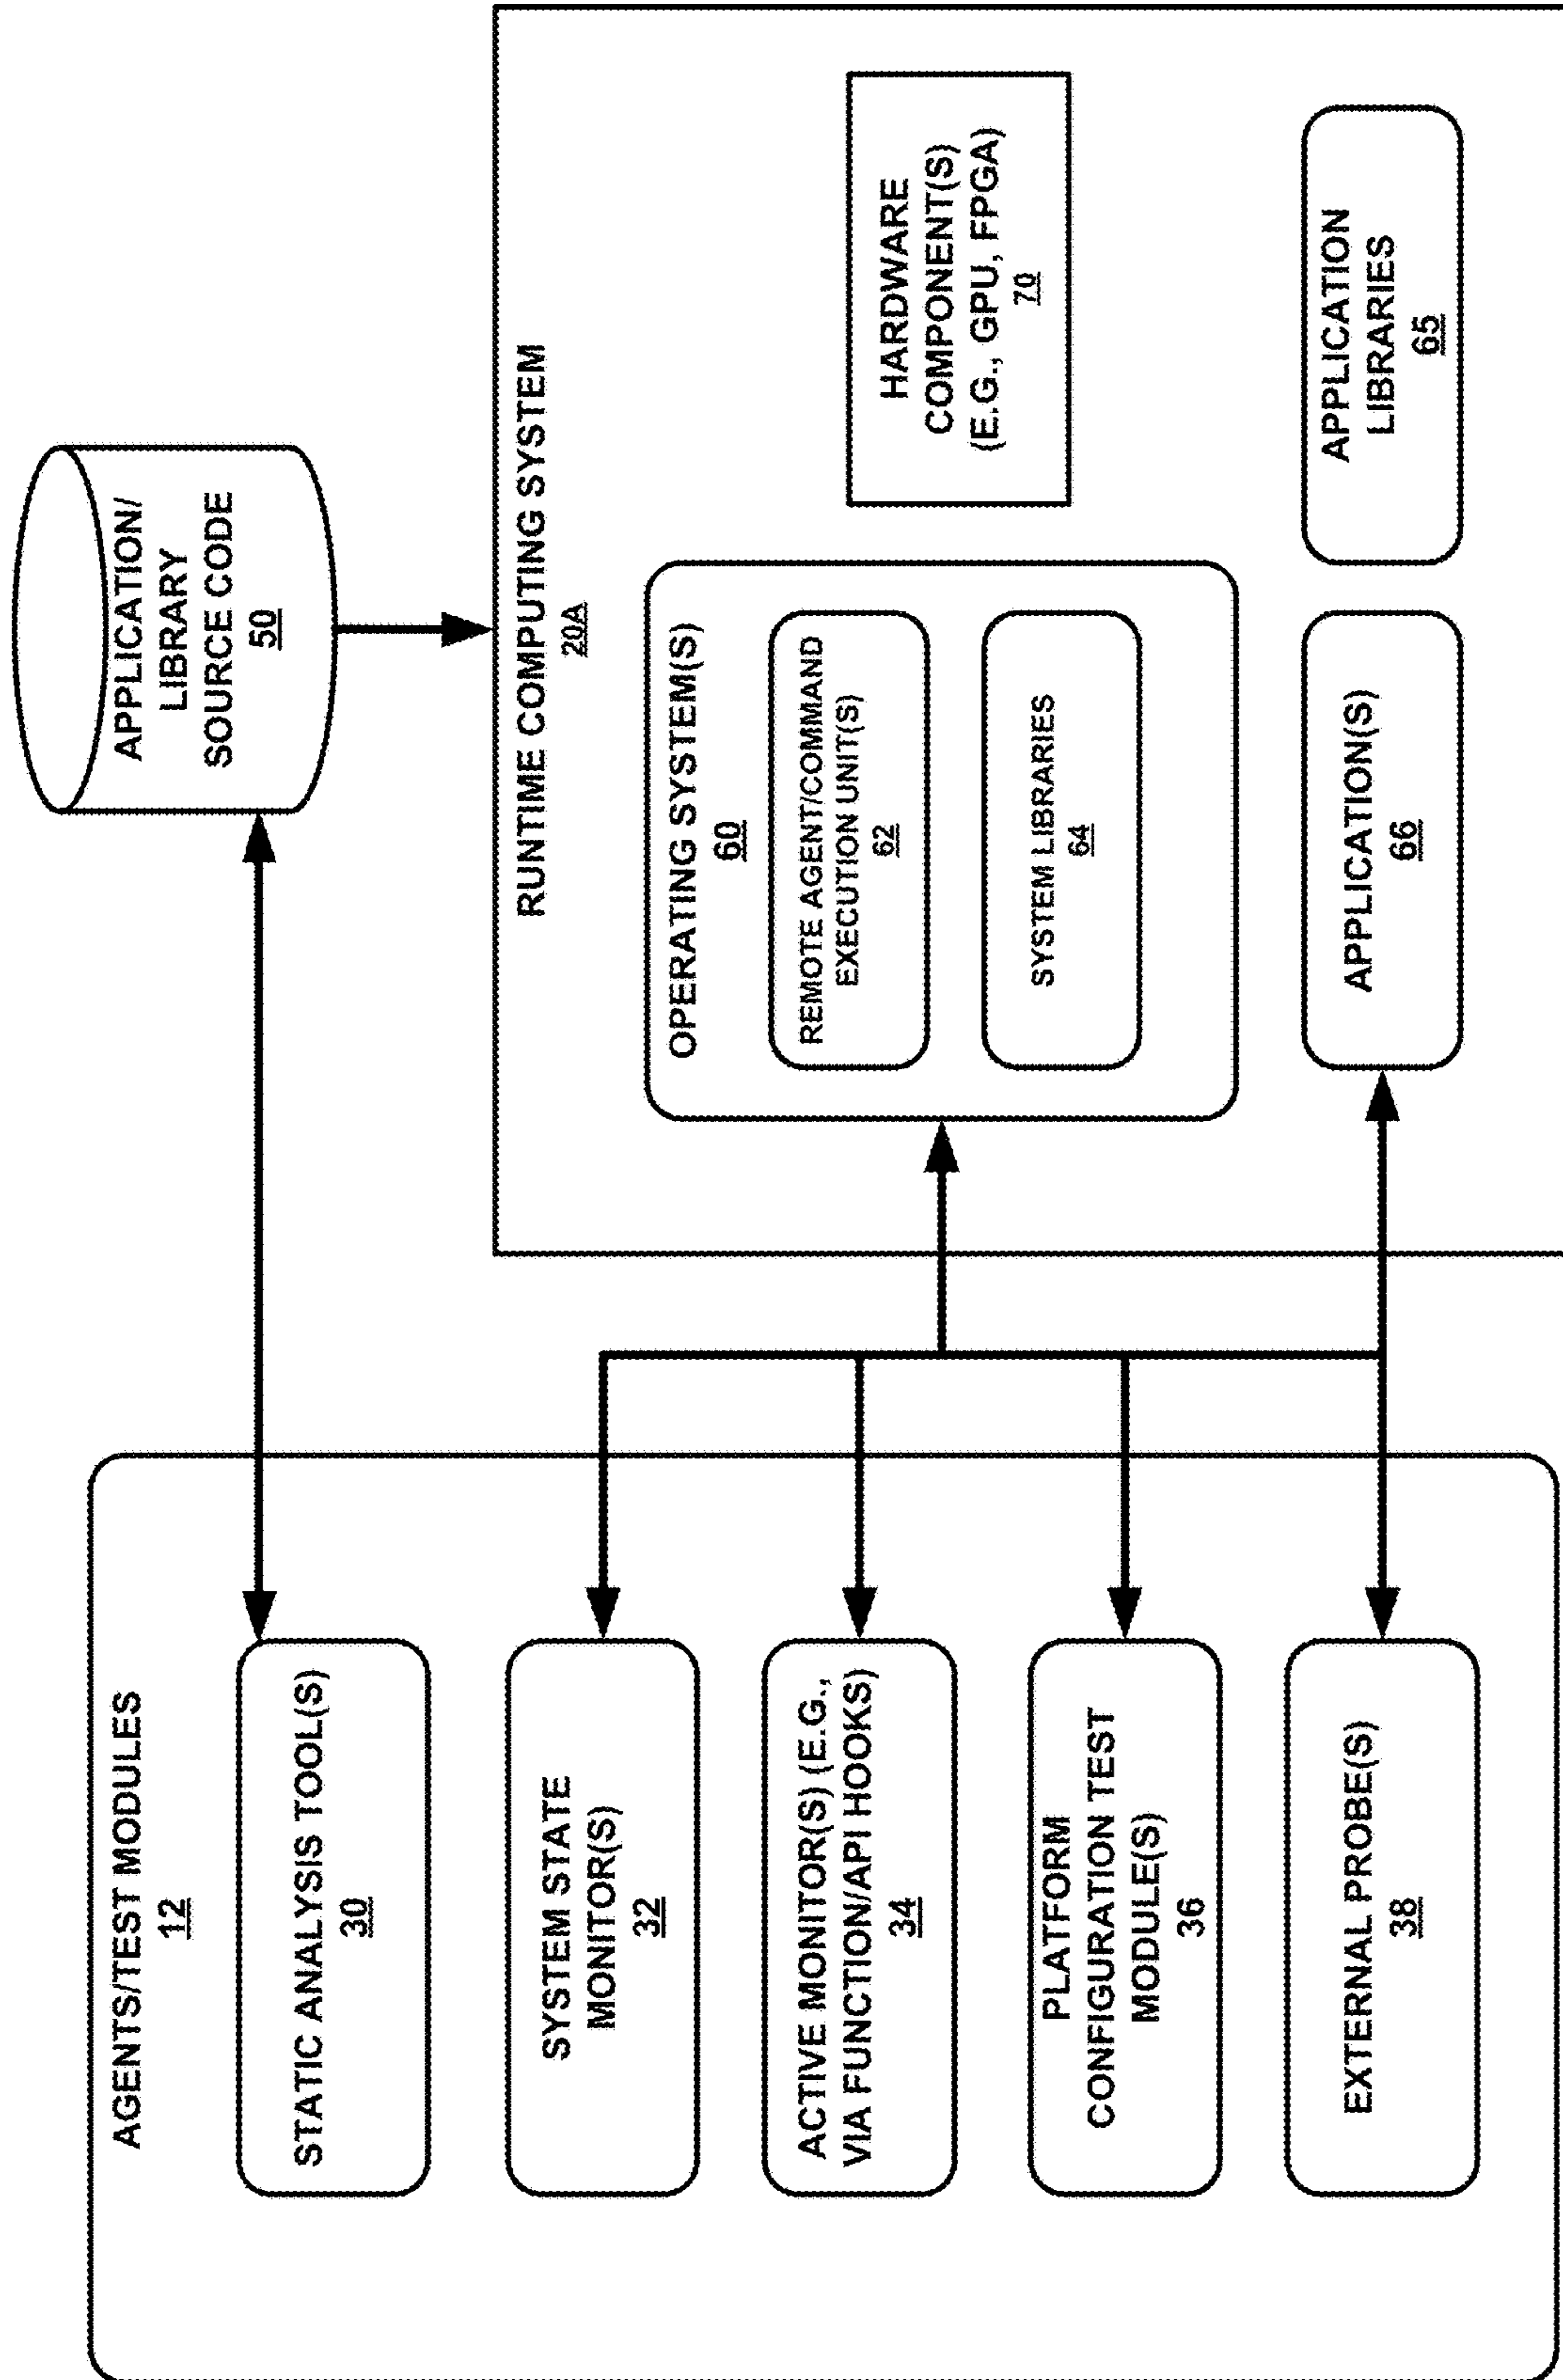 AGENTS/TEST MODULES
12
STATIC ANALYSIS TOOL(S)
30
SYSTEM STATE
MONITOR(S)
32
ACTIVE MONITOR(S) (E.G.,
VIA FUNCTION/API HOOKS)
34
PLATFORM
CONFIGURATION TEST
MODULE(S)
36
EXTERNAL PROBE(S)
38
APPLICATION/
LIBRARY
SOURCE CODE
50
RUNTIME COMPUTING SYSTEM
20A
OPERATING SYSTEM(S)
60
REMOTE AGENT/COMMAND
EXECUTION UNIT(S)
62
SYSTEM LIBRARIES
64
HARDWARE
COMPONENT(S)
(E.G., GPU, FPGA)
70
APPLICATION(S)
66
APPLICATION
LIBRARIES
65